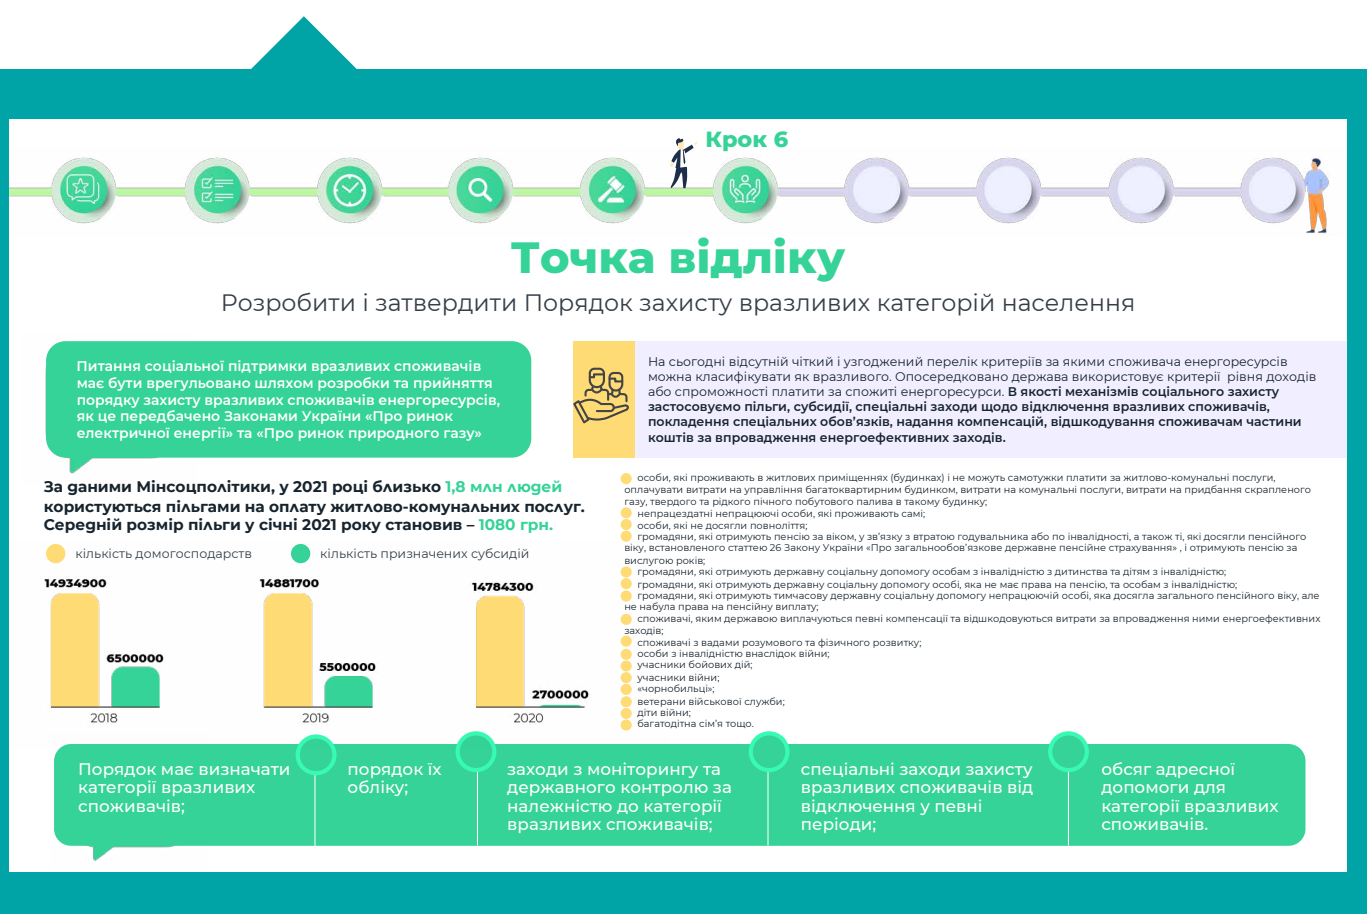 Крок 6
Точка відліку
Розробити і затвердити Порядок захисту вразливих категорій населення
Питання соціальної підтримки вразливих споживачів
має бути врегульовано шляхом розробки та прийняття
порядку захисту вразливих споживачів енергоресурсів,
як це передбачено Законами України «Про ринок
електричної енергії» та «Про ринок природного газу»
На сьогодні відсутній чіткий і узгоджений перелік критеріїв за якими споживача енергоресурсів
можна класифікувати як вразливого. Опосередковано держава використовує критерії рівня доходів
або спроможності платити за спожиті енергоресурси. В якості механізмів соціального захисту
застосовуємо пільги, субсидії, спеціальні заходи щодо відключення вразливих споживачів,
покладення спеціальних обов'язків, надання компенсацій, відшкодування споживачам частини
коштів за впровадження енергоефективних заходів.
За даними Мінсоцполітики, у 2021 році близько 1,8 млн людей
користуються пільгами на оплату житлово-комунальних послуг.
Середній розмір пільги у січні 2021 року становив – 1080 грн.
кількість домогосподарств
кількість призначених субсидій
14934900
6500000
2018
14881700
5500000
2019
14784300
2700000
2020
особи, які проживають в житлових приміщеннях (будинках) і не можуть самотужки платити за житлово-комунальні послуги,
оплачувати витрати на управління багатоквартирним будинком, витрати на комунальні послуги, витрати на придбання скрапленого
газу, твердого та рідкого пічного побутового палива в такому будинку;
непрацездатні непрацюючі особи, які проживають самі;
особи, які не досягли повноліття;
громадяни, які отримують пенсію за віком, у зв'язку з втратою годувальника або по інвалідності, а також ті, які досягли пенсійного
віку, встановленого статтею 26 Закону України «Про загальнообов'язкове державне пенсійне страхування» , і отримують пенсію за
вислугою років;
громадяни, які отримують державну соціальну допомогу особам з інвалідністю з дитинства та дітям з інвалідністю;
громадяни, які отримують державну соціальну допомогу особі, яка не має права на пенсію, та особам з інвалідністю;
громадяни, які отримують тимчасову державну соціальну допомогу непрацюючій особі, яка досягла загального пенсійного віку, але
не набула права на пенсійну виплату;
споживачі, яким державою виплачуються певні компенсації та відшкодовуються витрати за впровадження ними енергоефективних
заходів;
споживачі з вадами розумового та фізичного розвитку;
особи з інвалідністю внаслідок війни;
учасники бойових дій;
учасники війни;
«чорнобильці»;
ветерани військової служби;
діти війни;
багатодітна сім'я тощо.
Порядок має визначати
категорії вразливих
споживачів;
порядок їх
обліку;
заходи з моніторингу та
державного контролю за
належністю до категорії
вразливих споживачів;
спеціальні заходи захисту
вразливих споживачів від
відключення у певні
періоди;
обсяг адресної
допомоги для
категорії вразливих
споживачів.